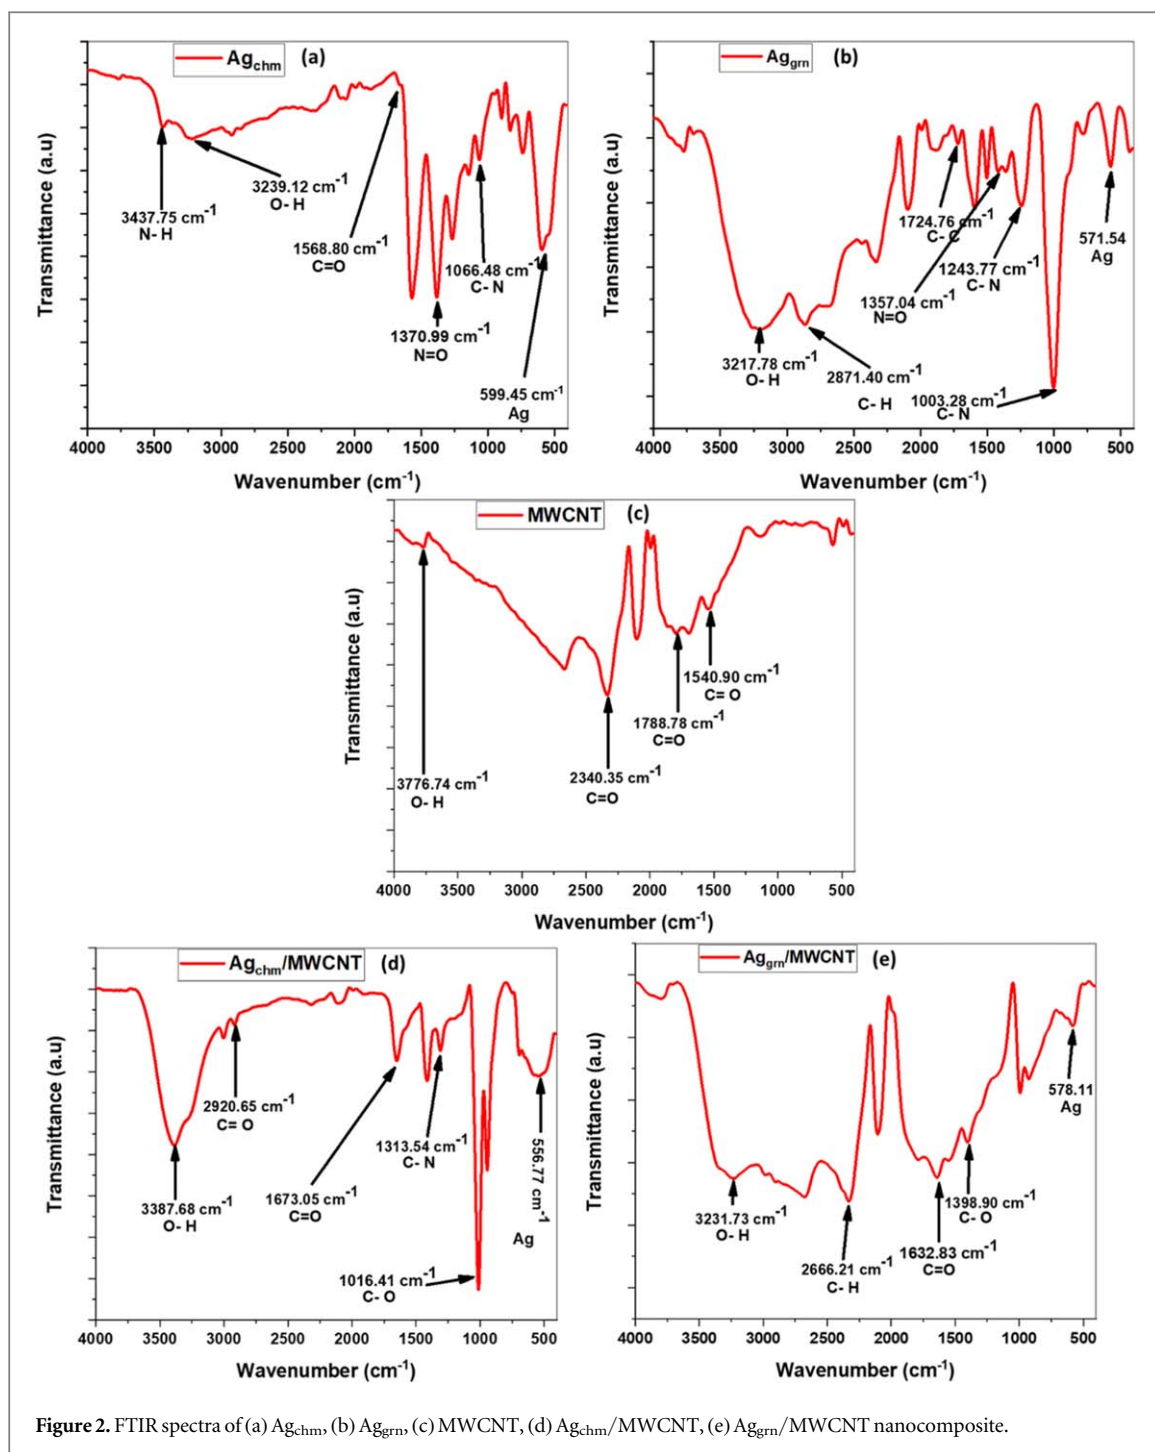 Ag_chm (a)
Transmittance (a.u)
3437.75 cm⁻¹
N- H
3239.12 cm⁻¹
O- H
1568.80 cm⁻¹
C=O
1370.99 cm⁻¹
N=O
1066.48 cm⁻¹
C- N
599.45 cm⁻¹
Ag
4000 3500 3000 2500 2000 1500 1000 500
Wavenumber (cm⁻¹)
Ag_grn (b)
Transmittance (a.u)
3217.78 cm⁻¹
O- H
2871.40 cm⁻¹
C- H
1724.76 cm⁻¹
C- C
1357.04 cm⁻¹
N=O
1243.77 cm⁻¹
C- N
1003.28 cm⁻¹
C- N
571.54
Ag
4000 3500 3000 2500 2000 1500 1000 500
Wavenumber (cm⁻¹)
MWCNT (c)
Transmittance (a.u)
3776.74 cm⁻¹
O- H
2340.35 cm⁻¹
C=O
1788.78 cm⁻¹
C=O
1540.90 cm⁻¹
C= O
4000 3500 3000 2500 2000 1500 1000 500
Wavenumber (cm⁻¹)
Ag_chm/MWCNT (d)
Transmittance (a.u)
3387.68 cm⁻¹
O- H
2920.65 cm⁻¹
C= O
1673.05 cm⁻¹
C=O
1313.54 cm⁻¹
C- N
1016.41 cm⁻¹
C- O
556.77 cm⁻¹
Ag
4000 3500 3000 2500 2000 1500 1000 500
Wavenumber (cm⁻¹)
Ag_grn/MWCNT (e)
Transmittance (a.u)
3231.73 cm⁻¹
O- H
2666.21 cm⁻¹
C- H
1632.83 cm⁻¹
C=O
1398.90 cm⁻¹
C- O
578.11
Ag
4000 3500 3000 2500 2000 1500 1000 500
Wavenumber (cm⁻¹)
Figure 2. FTIR spectra of (a) Ag_chm, (b) Ag_grn, (c) MWCNT, (d) Ag_chm/MWCNT, (e) Ag_grn/MWCNT nanocomposite.